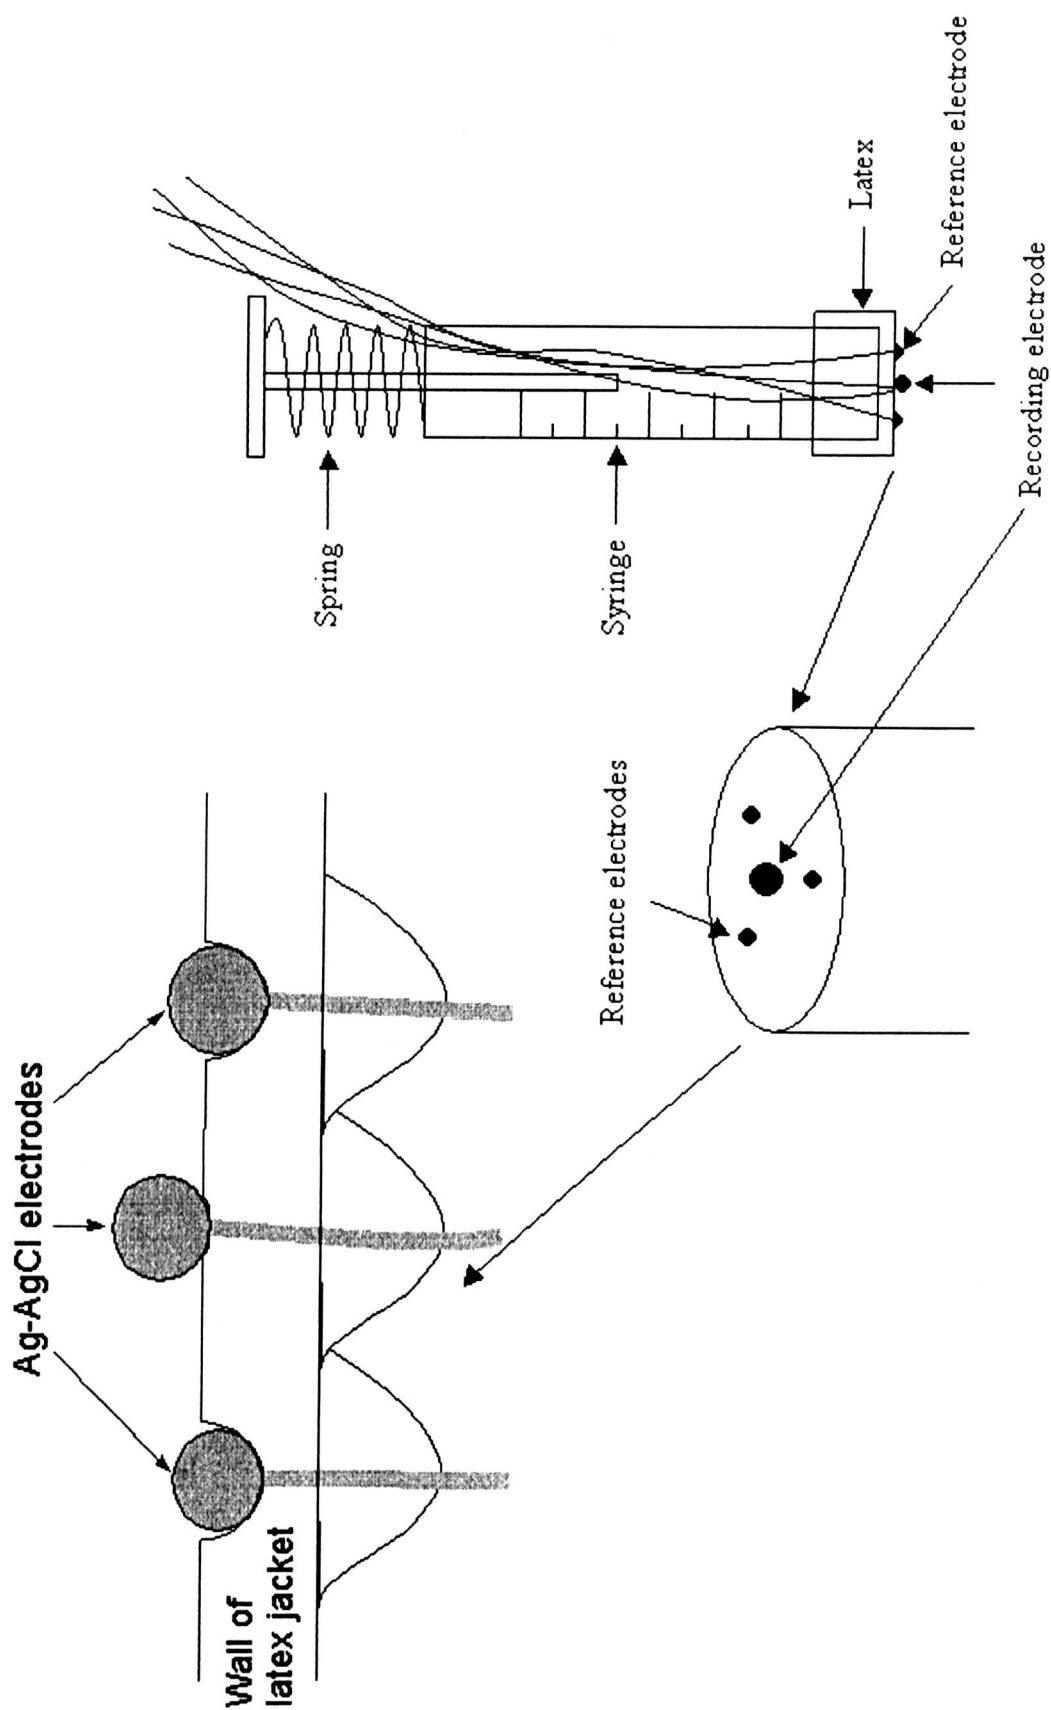 Ag-AgCl electrodes
Wall of
latex jacket
Reference electrodes
Spring
Syringe
Latex
Reference electrode
Recording electrode